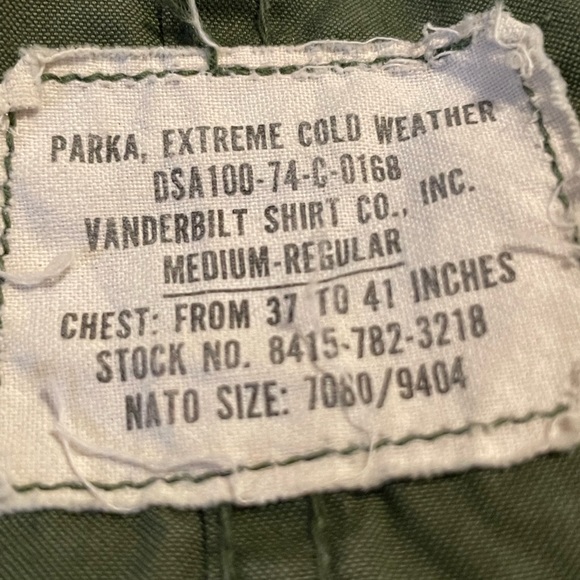 PARKA, EXTREME COLD WEATHER
DSA100-74-C-0168
VANDERBILT SHIRT CO., INC.
MEDIUM-REGULAR
CHEST: FROM 37 TO 41 INCHES
STOCK NO. 8415-782-3218
NATO SIZE: 7080/9404